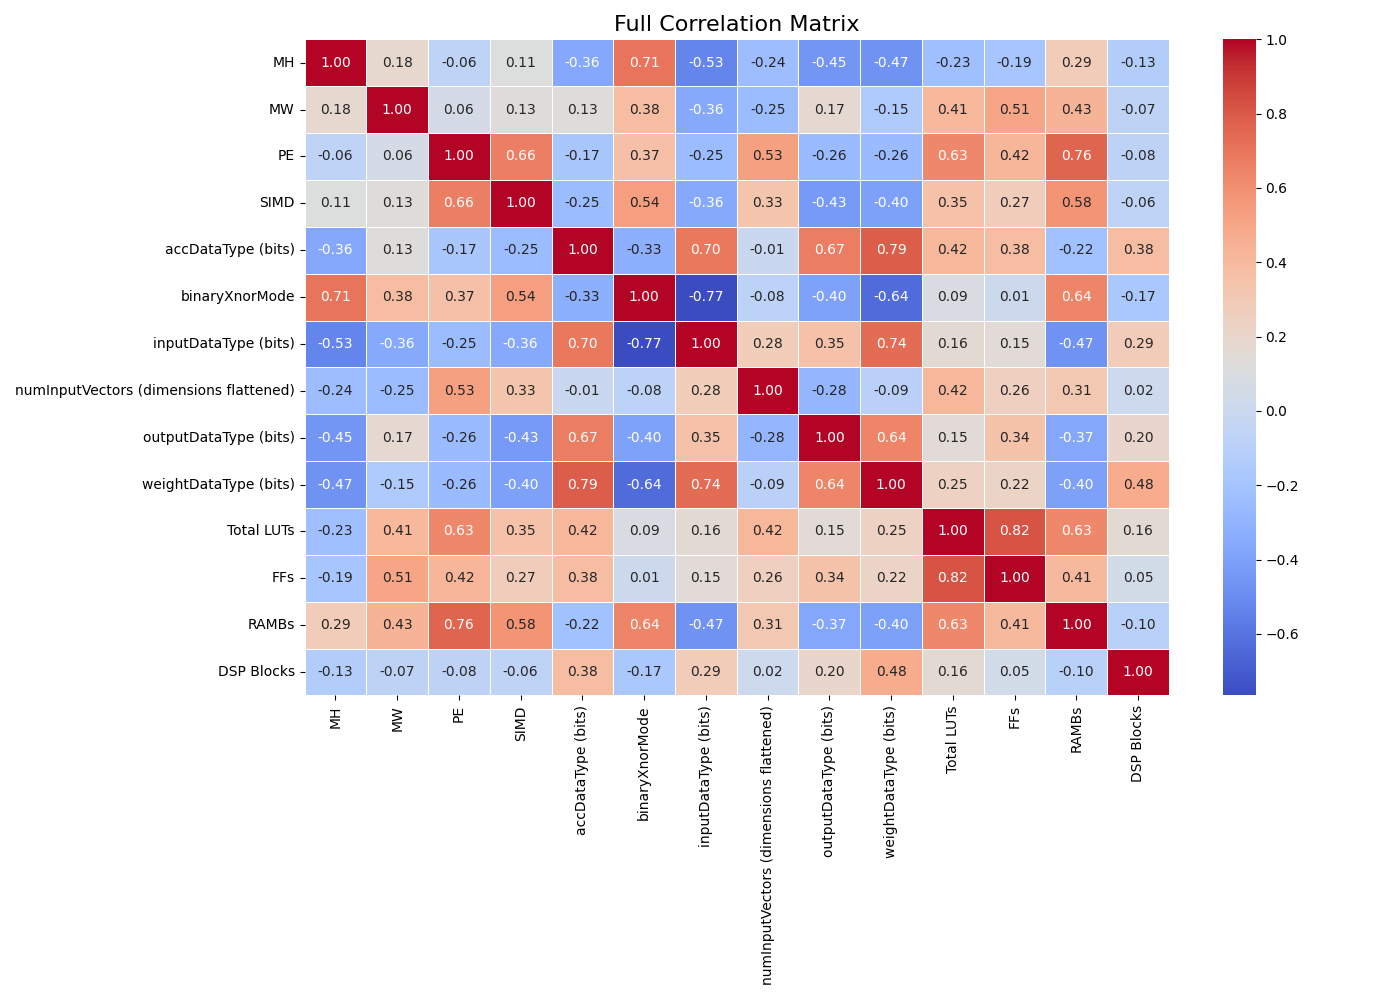 Full Correlation Matrix
MH 1.00 0.18 -0.06 0.11 -0.36 0.71 -0.53 -0.24 -0.45 -0.47 -0.23 -0.19 0.29 -0.13
MW 0.18 1.00 0.06 0.13 0.13 0.38 -0.36 -0.25 0.17 -0.15 0.41 0.51 0.43 -0.07
PE -0.06 0.06 1.00 0.66 -0.17 0.37 -0.25 0.53 -0.26 -0.26 0.63 0.42 0.76 -0.08
SIMD 0.11 0.13 0.66 1.00 -0.25 0.54 -0.36 0.33 -0.43 -0.40 0.35 0.27 0.58 -0.06
accDataType (bits) -0.36 0.13 -0.17 -0.25 1.00 -0.33 0.70 -0.01 0.67 0.79 0.42 0.38 -0.22 0.38
binaryXnorMode 0.71 0.38 0.37 0.54 -0.33 1.00 -0.77 -0.08 -0.40 -0.64 0.09 0.01 0.64 -0.17
inputDataType (bits) -0.53 -0.36 -0.25 -0.36 0.70 -0.77 1.00 0.28 0.35 0.74 0.16 0.15 -0.47 0.29
numInputVectors (dimensions flattened) -0.24 -0.25 0.53 0.33 -0.01 -0.08 0.28 1.00 -0.28 -0.09 0.42 0.26 0.31 0.02
outputDataType (bits) -0.45 0.17 -0.26 -0.43 0.67 -0.40 0.35 -0.28 1.00 0.64 0.15 0.34 -0.37 0.20
weightDataType (bits) -0.47 -0.15 -0.26 -0.40 0.79 -0.64 0.74 -0.09 0.64 1.00 0.25 0.22 -0.40 0.48
Total LUTs -0.23 0.41 0.63 0.35 0.42 0.09 0.16 0.42 0.15 0.25 1.00 0.82 0.63 0.16
FFs -0.19 0.51 0.42 0.27 0.38 0.01 0.15 0.26 0.34 0.22 0.82 1.00 0.41 0.05
RAMBs 0.29 0.43 0.76 0.58 -0.22 0.64 -0.47 0.31 -0.37 -0.40 0.63 0.41 1.00 -0.10
DSP Blocks -0.13 -0.07 -0.08 -0.06 0.38 -0.17 0.29 0.02 0.20 0.48 0.16 0.05 -0.10 1.00
MH
MW
PE
SIMD
accDataType (bits)
binaryXnorMode
inputDataType (bits)
numInputVectors (dimensions flattened)
outputDataType (bits)
weightDataType (bits)
Total LUTs
FFs
RAMBs
DSP Blocks
1.0
0.8
0.6
0.4
0.2
0.0
−0.2
−0.4
−0.6